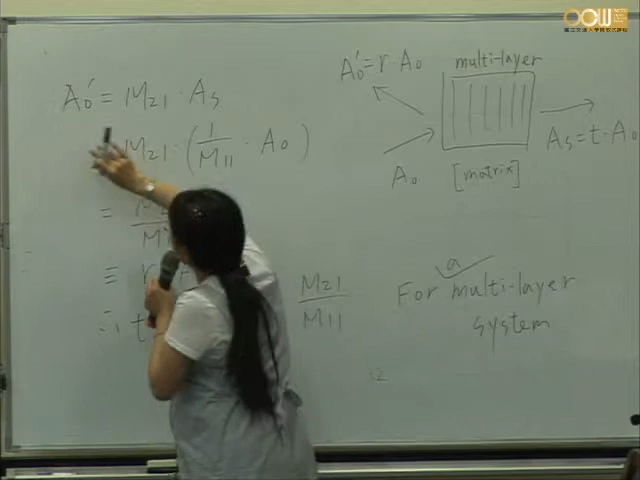 A₀' = M₂₁ · Aₛ
M₂₁ · (1/M₁₁ · A₀)
=
≡ r
∴ t
M₂₁/M₁₁
A₀' = r · A₀
multi-layer
Aₛ = t · A₀
A₀
[matrix]
For a multi-layer
system
OCW